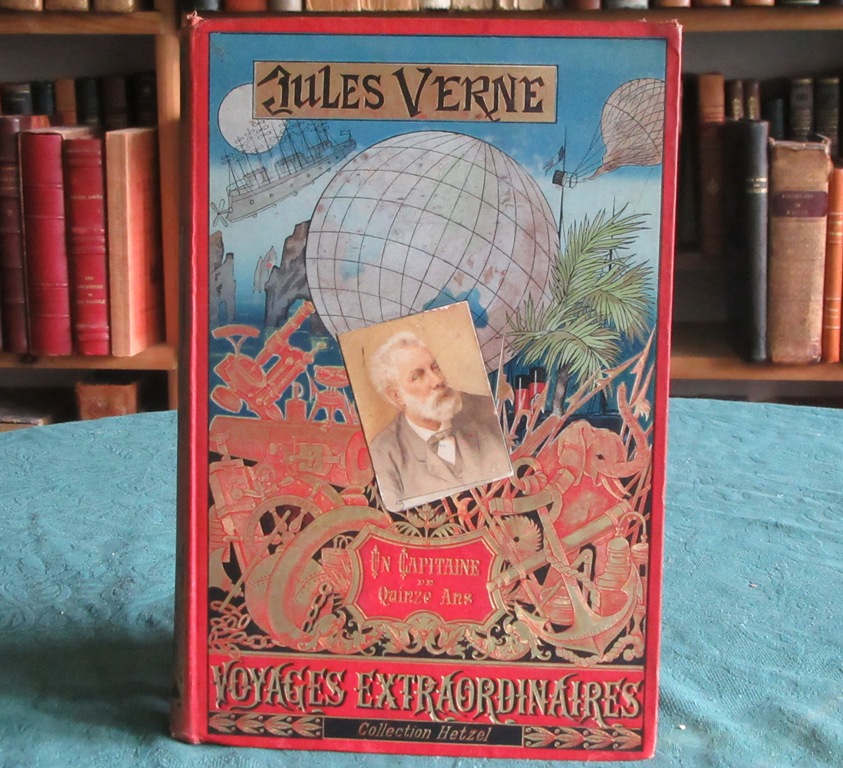 JULES VERNE
UN CAPITAINE
DE
Quinze Ans
VOYAGES EXTRAORDINAIRES
Collection Hetzel